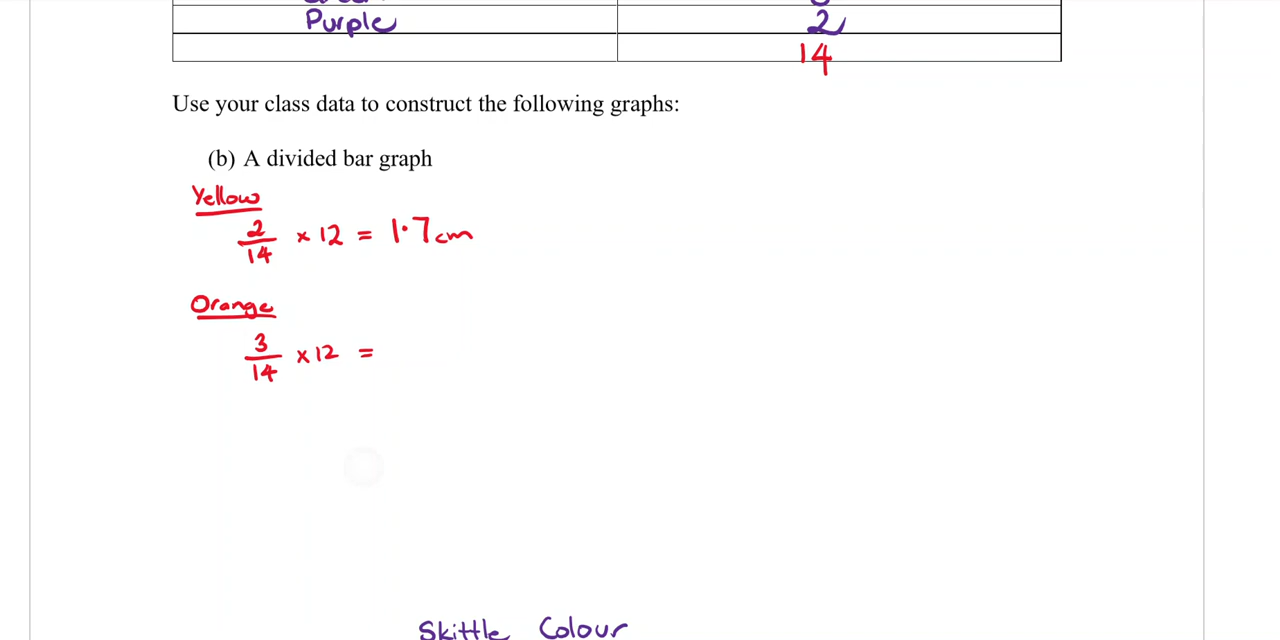 Purple 2
14
Use your class data to construct the following graphs:
(b) A divided bar graph
Yellow
2/14 × 12 = 1.7cm
Orange
3/14 × 12 =
Skittle Colour